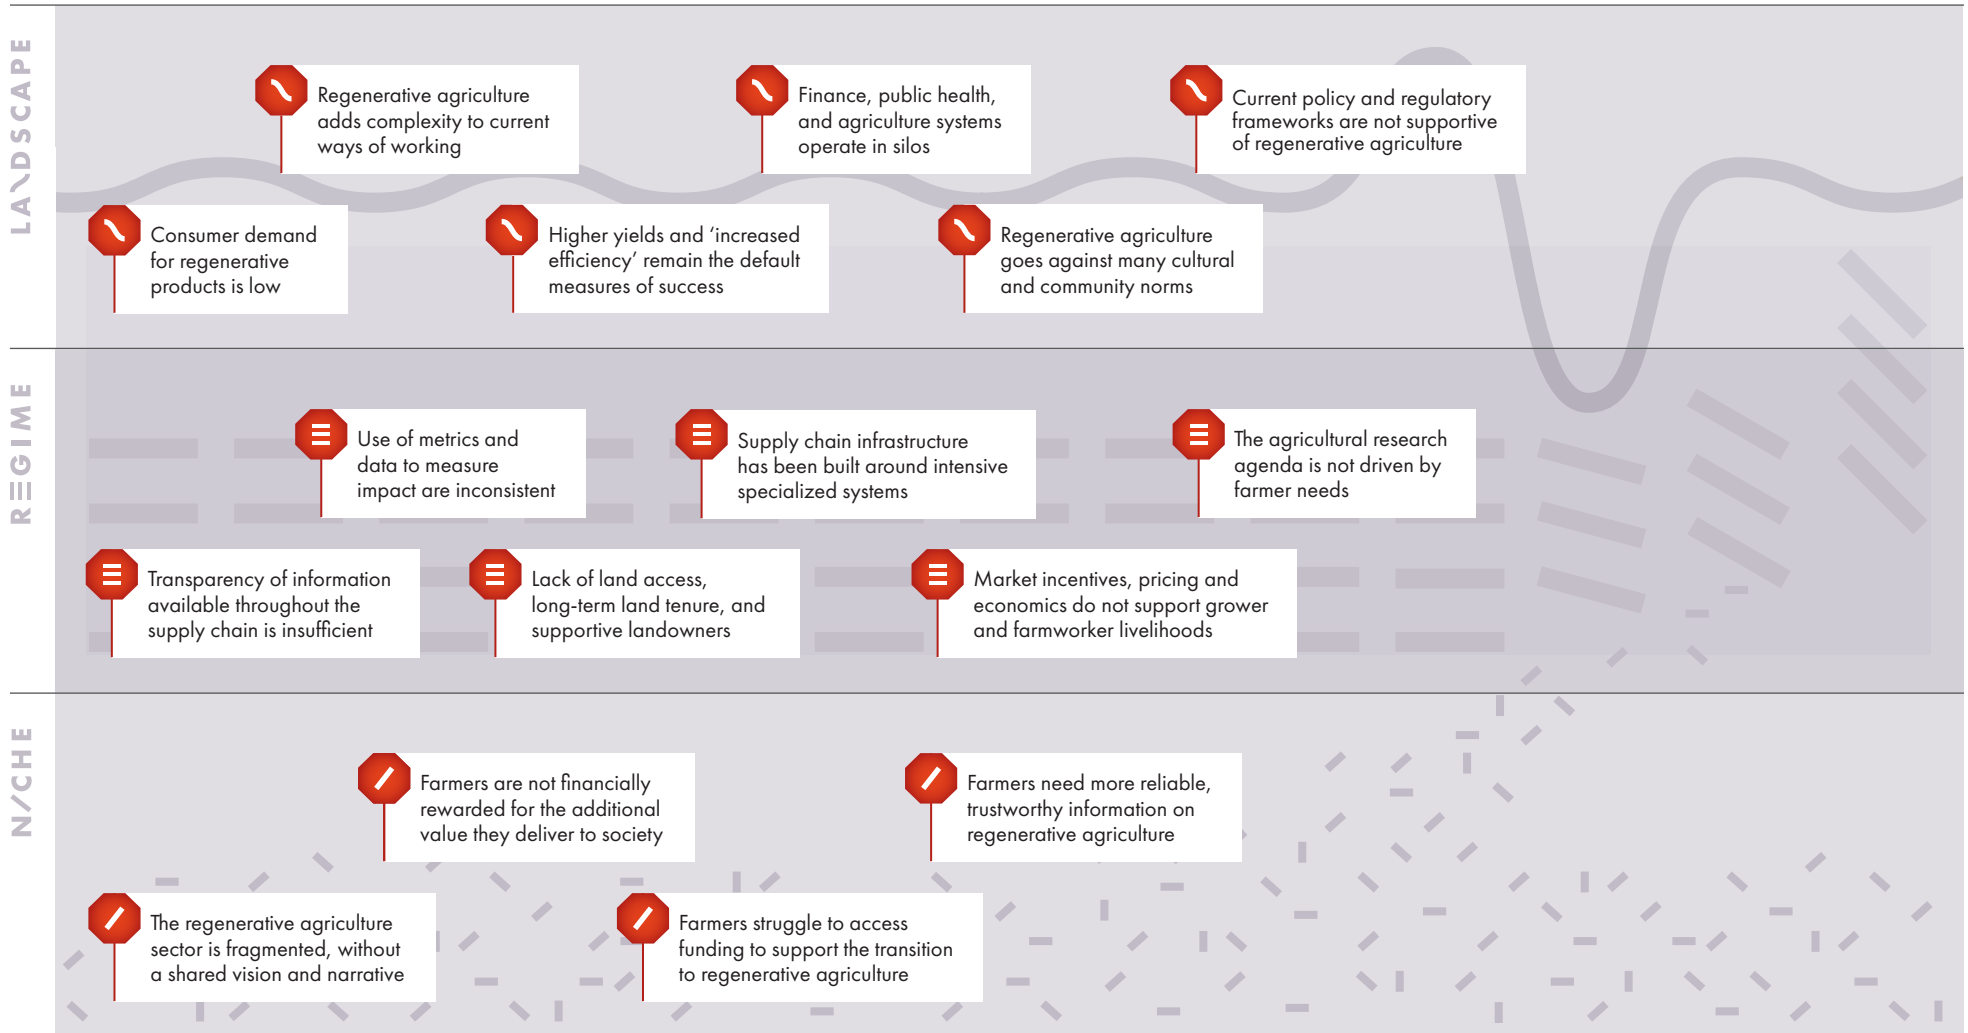 LANDSCAPE
Regenerative agriculture
adds complexity to current
ways of working
Finance, public health,
and agriculture systems
operate in silos
Current policy and regulatory
frameworks are not supportive
of regenerative agriculture
Consumer demand
for regenerative
products is low
Higher yields and ‘increased
efficiency’ remain the default
measures of success
Regenerative agriculture
goes against many cultural
and community norms
REGIME
Use of metrics and
data to measure
impact are inconsistent
Supply chain infrastructure
has been built around intensive
specialized systems
The agricultural research
agenda is not driven by
farmer needs
Transparency of information
available throughout the
supply chain is insufficient
Lack of land access,
long-term land tenure, and
supportive landowners
Market incentives, pricing and
economics do not support grower
and farmworker livelihoods
NICHE
Farmers are not financially
rewarded for the additional
value they deliver to society
Farmers need more reliable,
trustworthy information on
regenerative agriculture
The regenerative agriculture
sector is fragmented, without
a shared vision and narrative
Farmers struggle to access
funding to support the transition
to regenerative agriculture